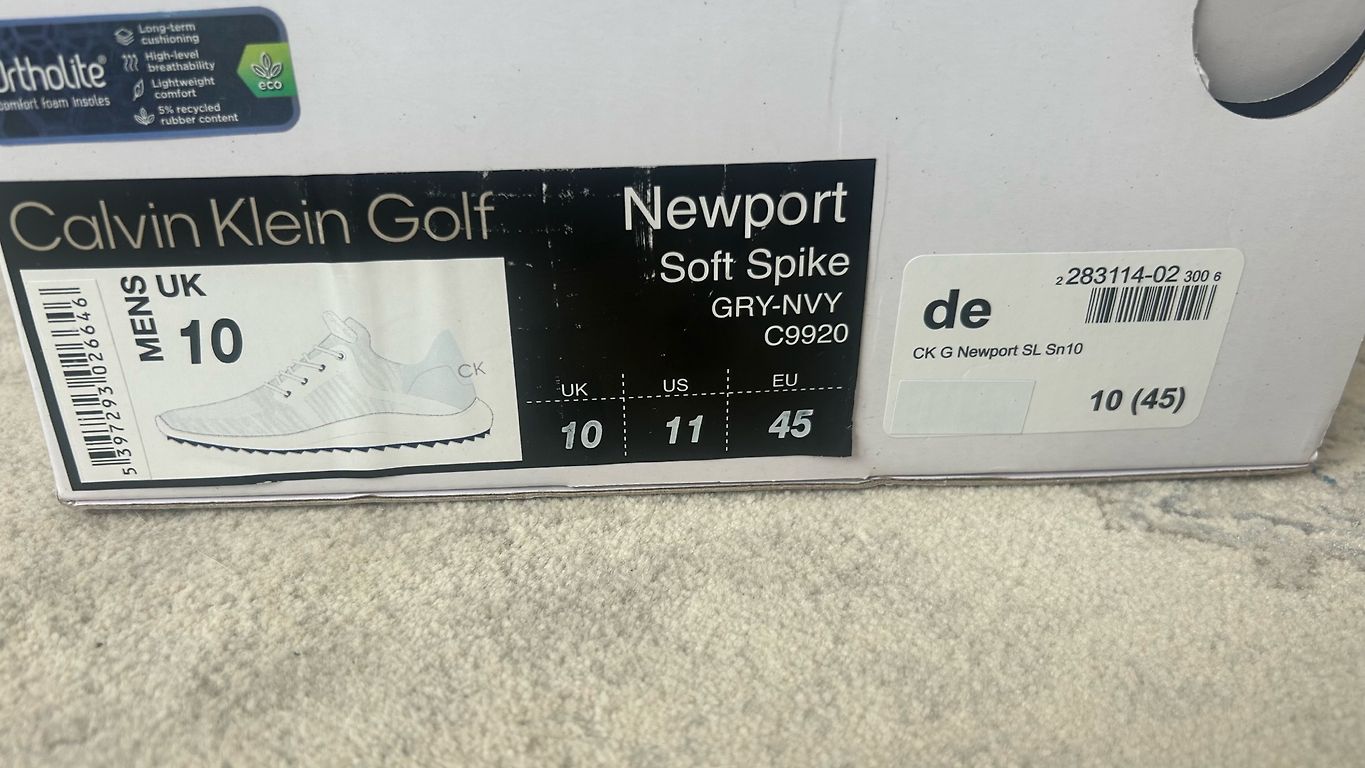 Ortholite®
comfort foam insoles
Long-term
cushioning
High-level
breathability
Lightweight
comfort
5% recycled
rubber content
eco
Calvin Klein Golf
Newport
Soft Spike
GRY-NVY
C9920
MENS
UK
10
CK
5397293026646
UK US EU
10 11 45
2 283114-02 300 6
de
CK G Newport SL Sn10
10 (45)